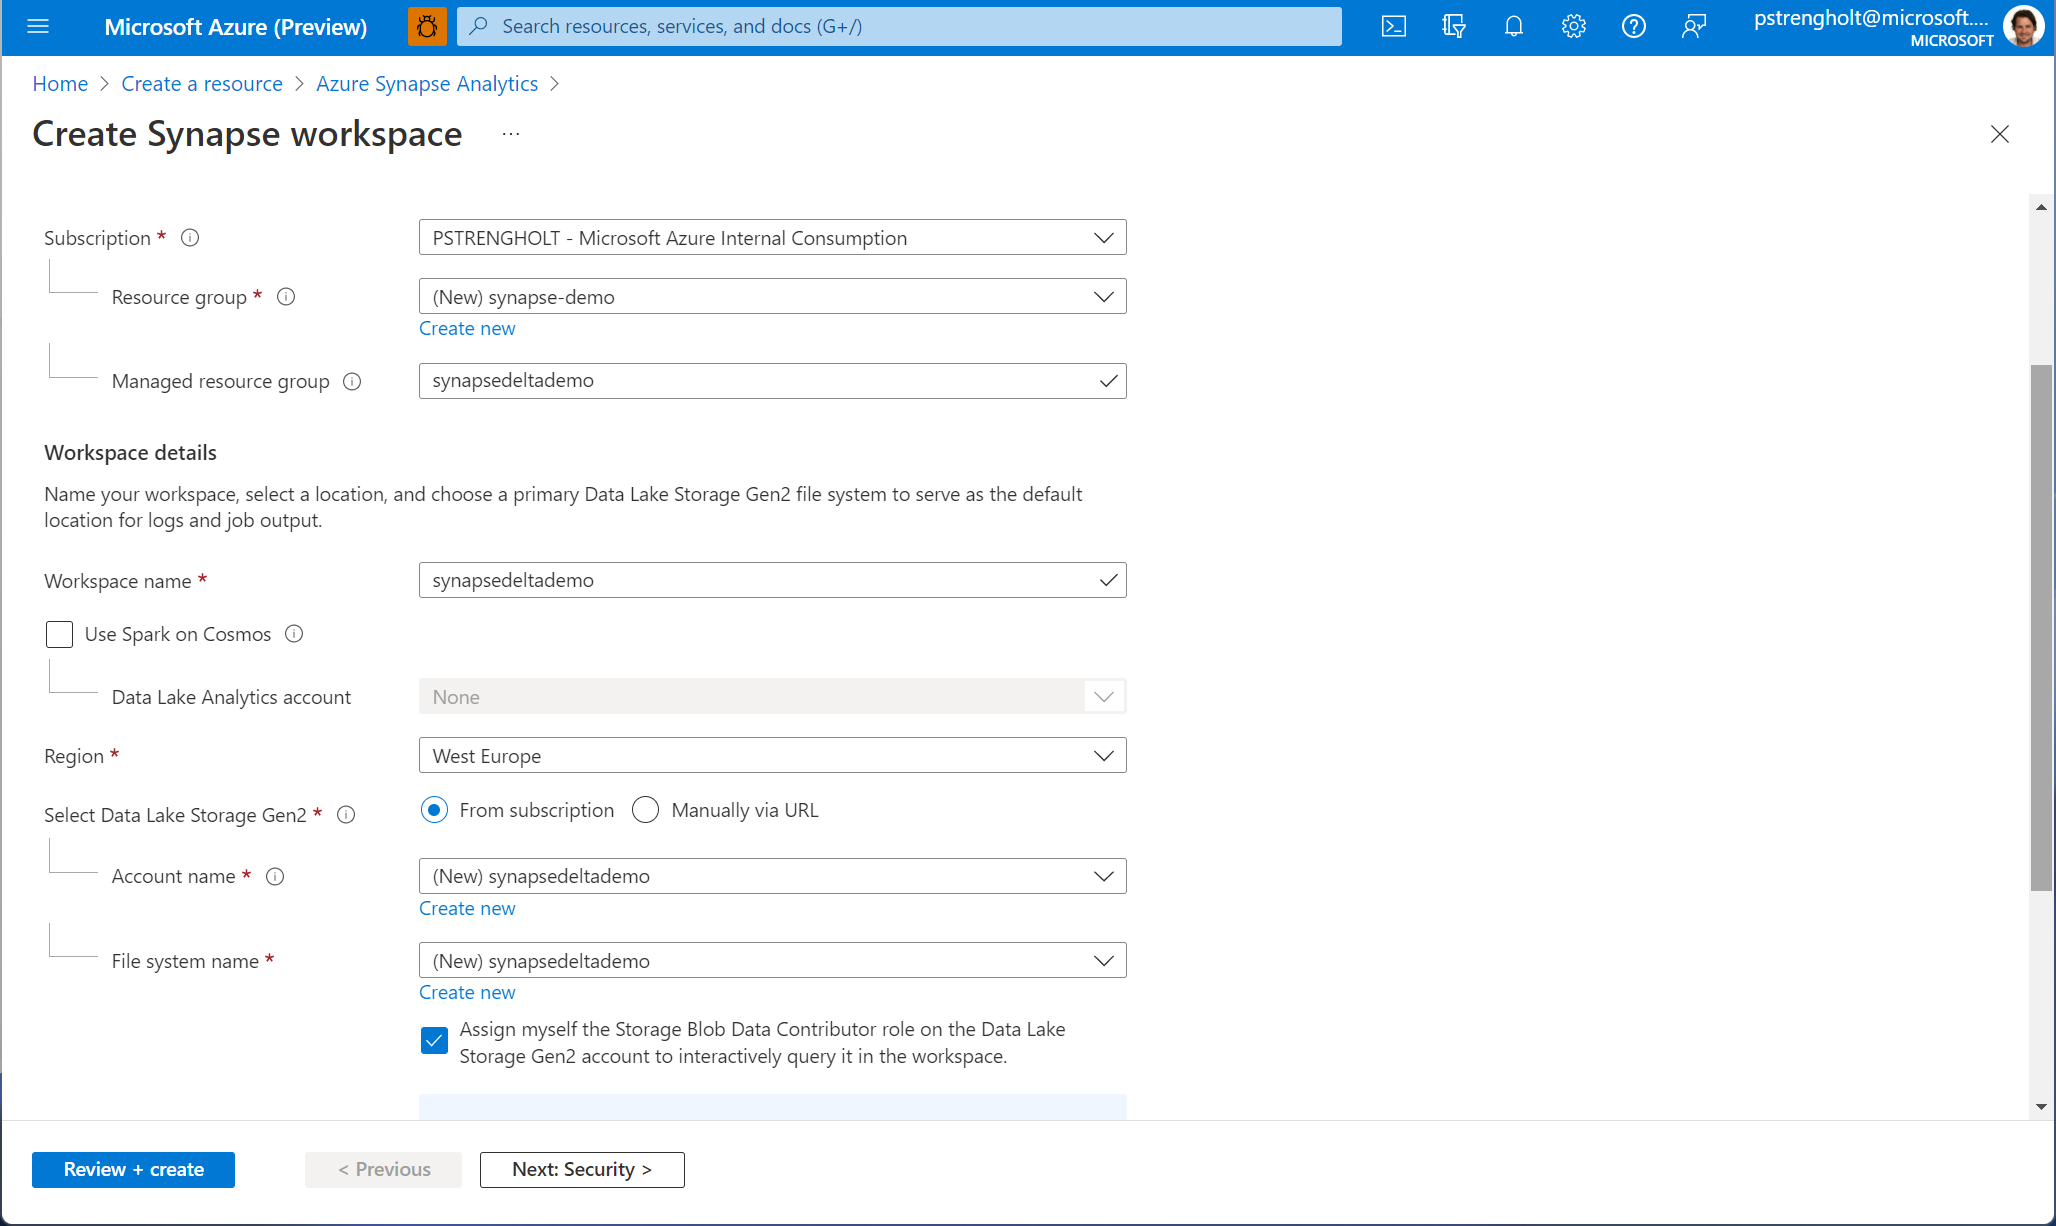 Microsoft Azure (Preview)
Search resources, services, and docs (G+/)
pstrengholt@microsoft....
MICROSOFT
Home > Create a resource > Azure Synapse Analytics >
Create Synapse workspace ...
Subscription *
PSTRENGHOLT - Microsoft Azure Internal Consumption
Resource group *
(New) synapse-demo
Create new
Managed resource group
synapsedeltademo
Workspace details
Name your workspace, select a location, and choose a primary Data Lake Storage Gen2 file system to serve as the default
location for logs and job output.
Workspace name *
synapsedeltademo
Use Spark on Cosmos
Data Lake Analytics account
None
Region *
West Europe
Select Data Lake Storage Gen2 *
From subscription
Manually via URL
Account name *
(New) synapsedeltademo
Create new
File system name *
(New) synapsedeltademo
Create new
Assign myself the Storage Blob Data Contributor role on the Data Lake
Storage Gen2 account to interactively query it in the workspace.
Review + create
< Previous
Next: Security >